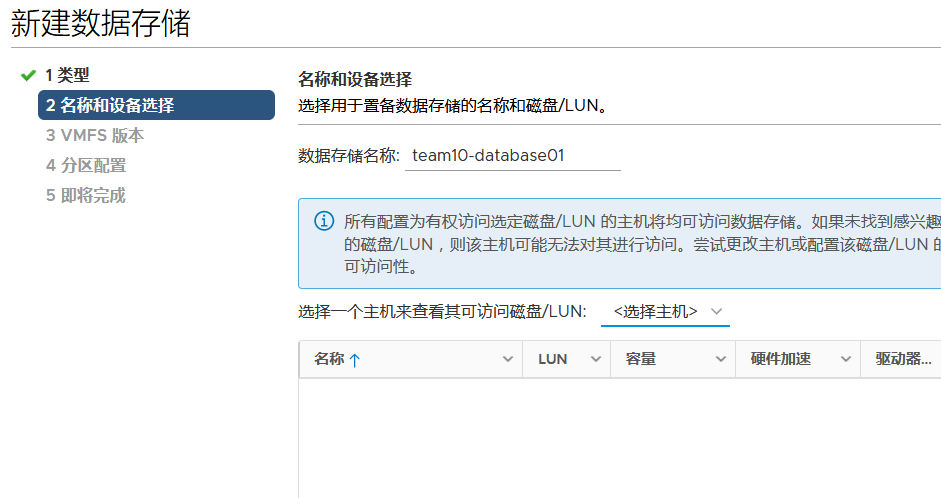 新建数据存储
1 类型
2 名称和设备选择
3 VMFS 版本
4 分区配置
5 即将完成
名称和设备选择
选择用于置备数据存储的名称和磁盘/LUN。
数据存储名称: team10-database01
所有配置为有权访问选定磁盘/LUN 的主机将均可访问数据存储。如果未找到感兴趣
的磁盘/LUN，则该主机可能无法对其进行访问。尝试更改主机或配置该磁盘/LUN 的
可访问性。
选择一个主机来查看其可访问磁盘/LUN: <选择主机>
名称 LUN 容量 硬件加速 驱动器...